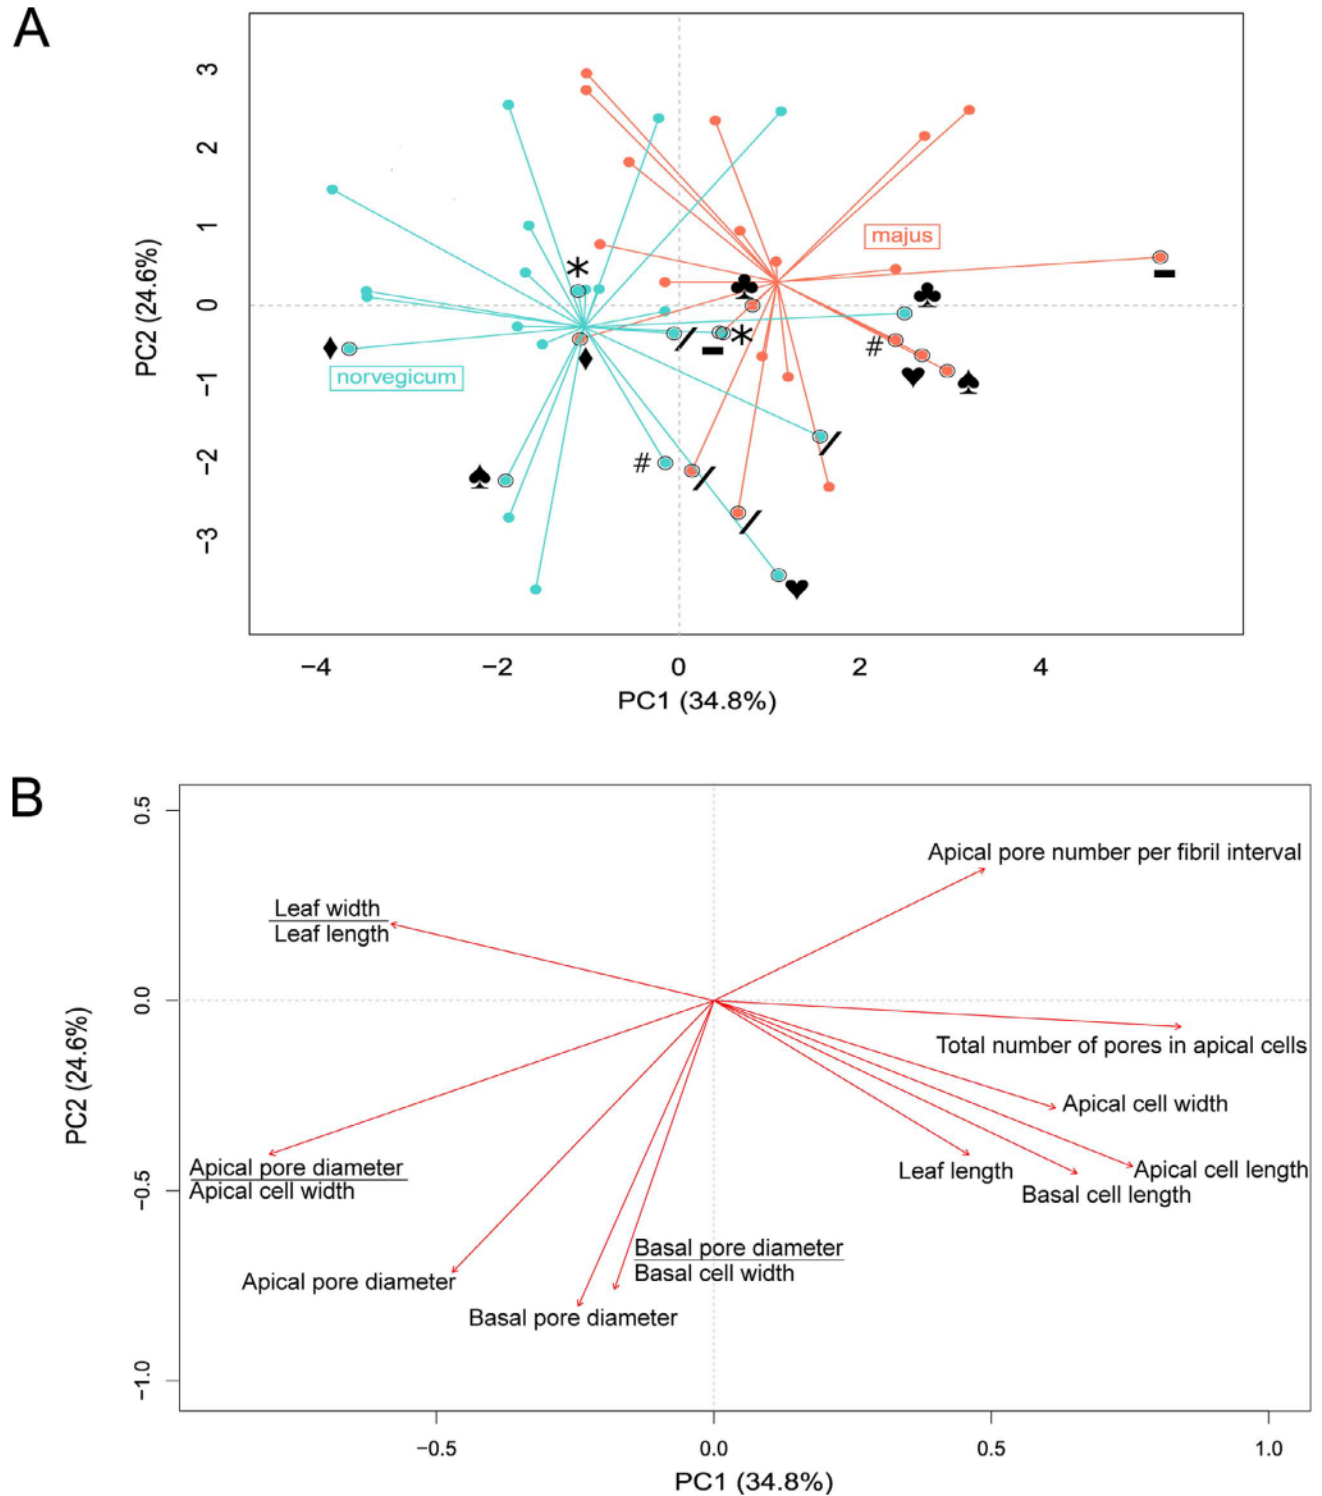 A
3
2
1
0
−1
−2
−3
PC2 (24.6%)
majus
norvegicum
*
♣
♣
♦
♦
/
−
*
#
♥
♠
−
♠
#
/
/
/
♥
−4
−2
0
2
4
PC1 (34.8%)
B
0.5
0.0
−0.5
−1.0
PC2 (24.6%)
Apical pore number per fibril interval
Leaf width
Leaf length
Total number of pores in apical cells
Apical cell width
Leaf length
Apical cell length
Basal cell length
Apical pore diameter
Apical cell width
Basal pore diameter
Basal cell width
Apical pore diameter
Basal pore diameter
−0.5
0.0
0.5
1.0
PC1 (34.8%)